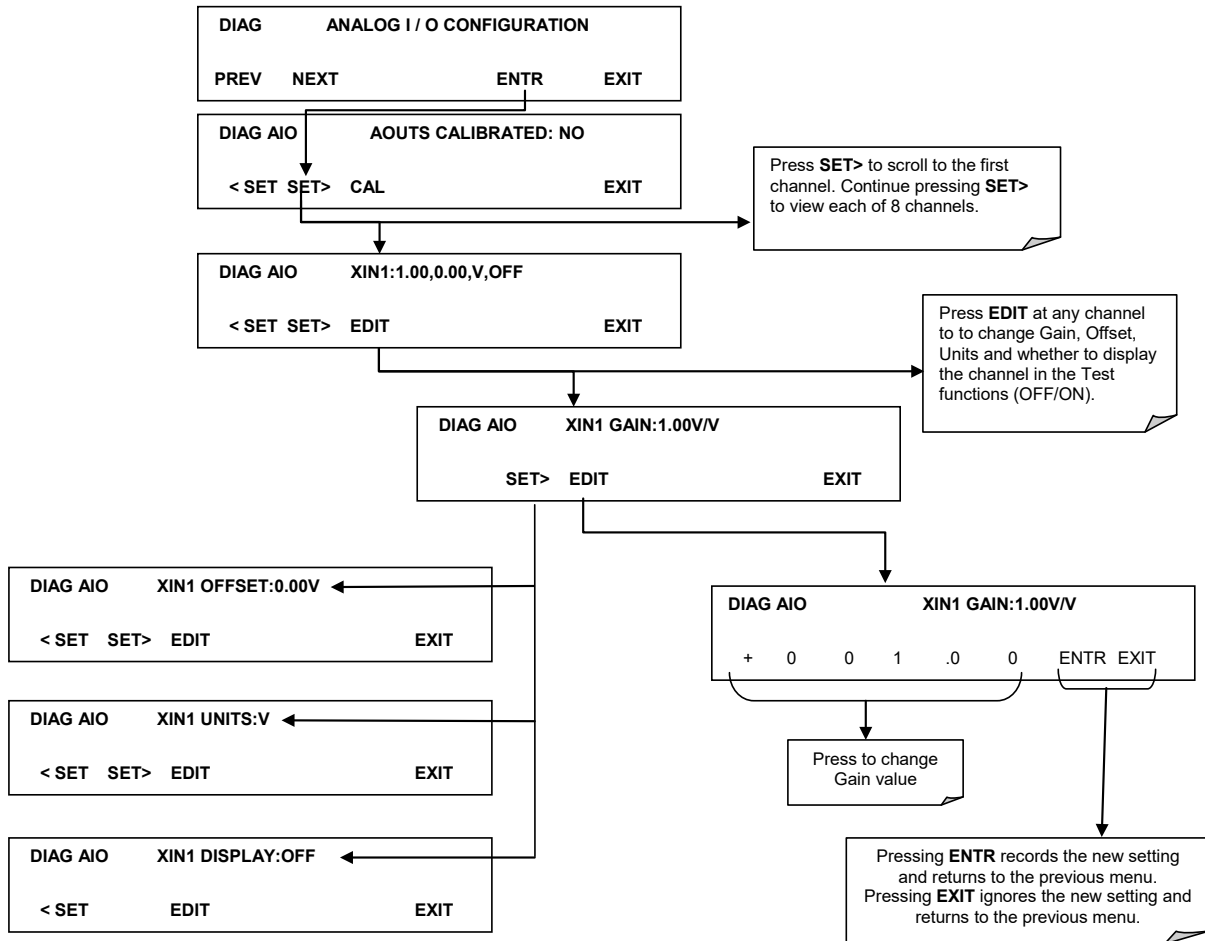 DIAG ANALOG I / O CONFIGURATION
PREV NEXT ENTR EXIT
DIAG AIO AOUTS CALIBRATED: NO
< SET SET> CAL EXIT
Press SET> to scroll to the first
channel. Continue pressing SET>
to view each of 8 channels.
DIAG AIO XIN1:1.00,0.00,V,OFF
< SET SET> EDIT EXIT
Press EDIT at any channel
to to change Gain, Offset,
Units and whether to display
the channel in the Test
functions (OFF/ON).
DIAG AIO XIN1 GAIN:1.00V/V
SET> EDIT EXIT
DIAG AIO XIN1 OFFSET:0.00V
< SET SET> EDIT EXIT
DIAG AIO XIN1 GAIN:1.00V/V
+ 0 0 1 .0 0 ENTR EXIT
DIAG AIO XIN1 UNITS:V
< SET SET> EDIT EXIT
Press to change
Gain value
DIAG AIO XIN1 DISPLAY:OFF
< SET EDIT EXIT
Pressing ENTR records the new setting
and returns to the previous menu.
Pressing EXIT ignores the new setting and
returns to the previous menu.